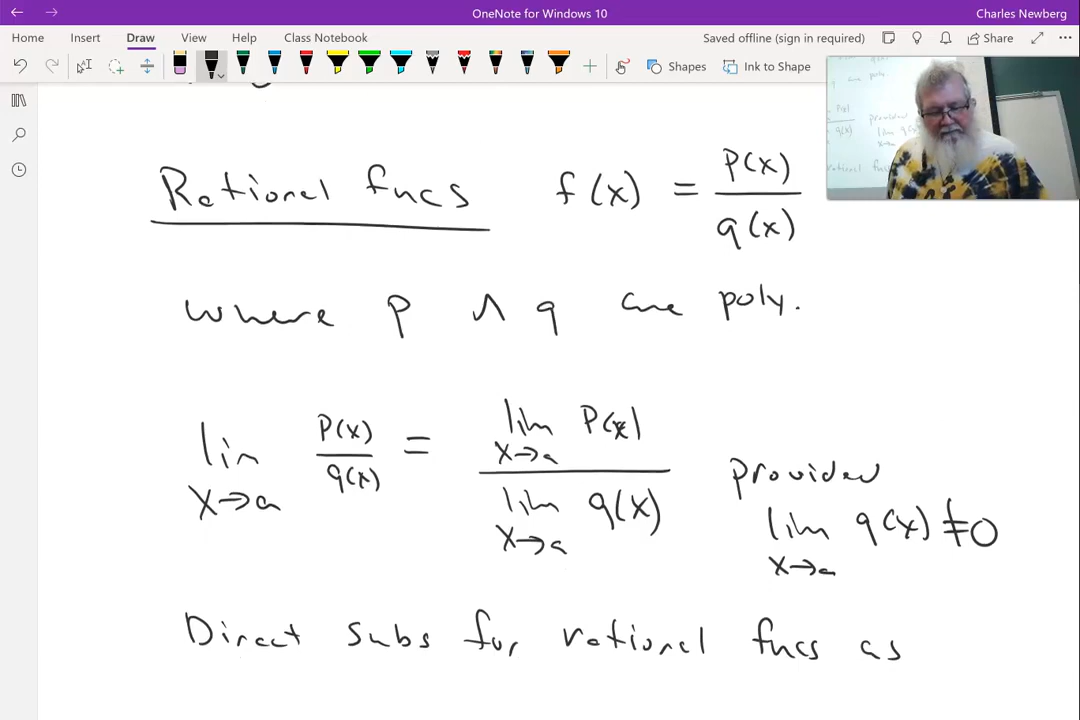 OneNote for Windows 10
Charles Newberg
Home Insert Draw View Help Class Notebook
Saved offline (sign in required)
Share
Shapes
Ink to Shape
Rational fncs f(x) = P(x)/q(x)
where p ∧ q are poly.
lim x→a P(x)/q(x) = lim x→a P(x) / lim x→a q(x) provided lim x→a q(x) ≠ 0
Direct subs for rational fncs as